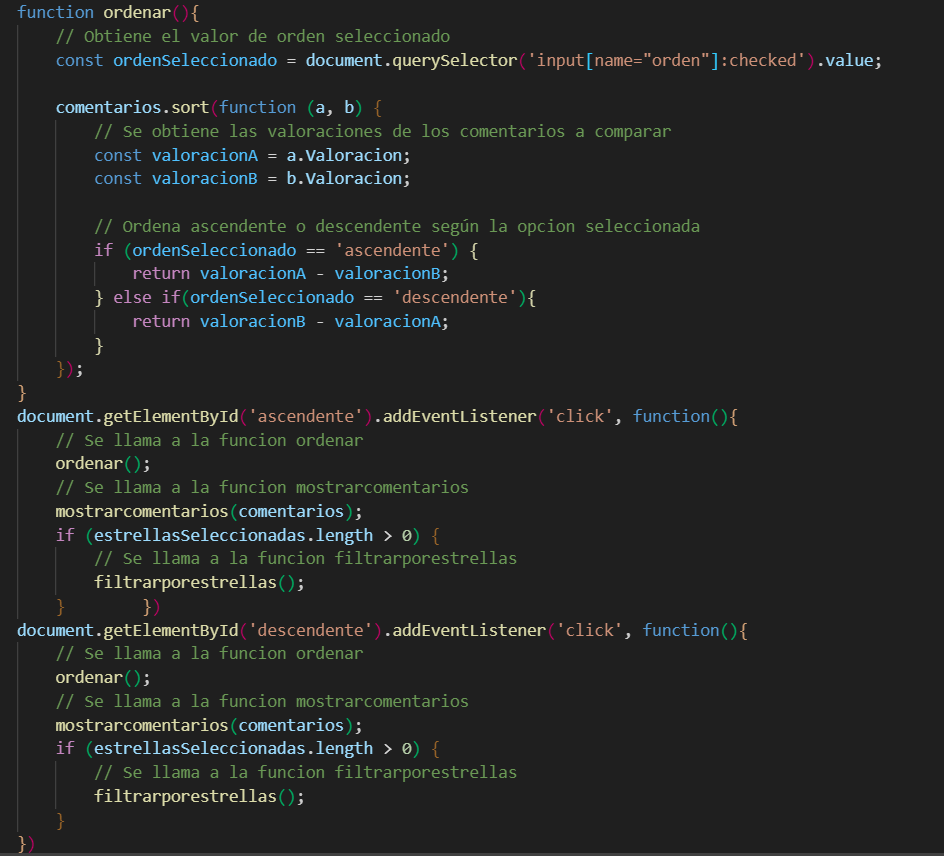 function ordenar(){
    // Obtiene el valor de orden seleccionado
    const ordenSeleccionado = document.querySelector('input[name="orden"]:checked').value;

    comentarios.sort(function (a, b) {
        // Se obtiene las valoraciones de los comentarios a comparar
        const valoracionA = a.Valoracion;
        const valoracionB = b.Valoracion;

        // Ordena ascendente o descendente según la opcion seleccionada
        if (ordenSeleccionado == 'ascendente') {
            return valoracionA - valoracionB;
        } else if(ordenSeleccionado == 'descendente'){
            return valoracionB - valoracionA;
        }
    });
}
document.getElementById('ascendente').addEventListener('click', function(){
    // Se llama a la funcion ordenar
    ordenar();
    // Se llama a la funcion mostrarcomentarios
    mostrarcomentarios(comentarios);
    if (estrellasSeleccionadas.length > 0) {
        // Se llama a la funcion filtrarporestrellas
        filtrarporestrellas();
    }        })
document.getElementById('descendente').addEventListener('click', function(){
    // Se llama a la funcion ordenar
    ordenar();
    // Se llama a la funcion mostrarcomentarios
    mostrarcomentarios(comentarios);
    if (estrellasSeleccionadas.length > 0) {
        // Se llama a la funcion filtrarporestrellas
        filtrarporestrellas();
    }
})